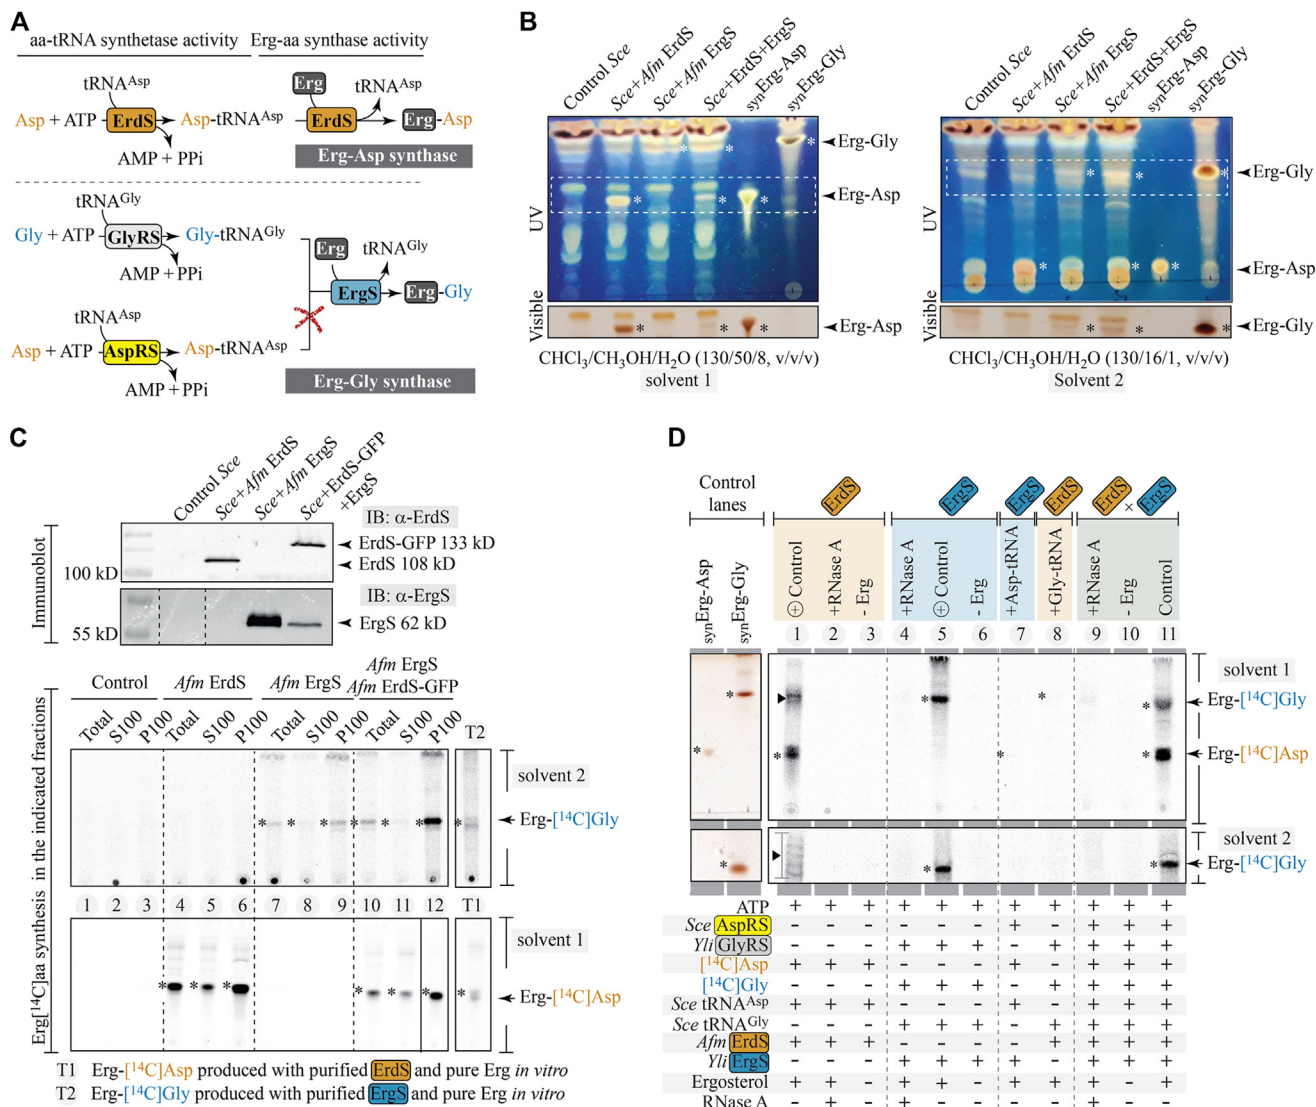 A
aa-tRNA synthetase activity Erg-aa synthase activity
tRNAAsp Erg tRNAAsp
Asp + ATP ErdS Asp-tRNAAsp ErdS Erg-Asp
AMP + PPi Erg-Asp synthase
tRNAGly
Gly + ATP GlyRS Gly-tRNAGly
AMP + PPi
Erg tRNAGly
ErgS Erg-Gly
tRNAAsp
Asp + ATP AspRS Asp-tRNAAsp
AMP + PPi
Erg-Gly synthase
B
Control Sce
Sce+Afm ErdS
Sce+Afm ErgS
Sce+ErdS+ErgS
synErg-Asp
synErg-Gly
UV
Visible
Erg-Gly
Erg-Asp
Erg-Asp
CHCl3/CH3OH/H2O (130/50/8, v/v/v)
solvent 1
Control Sce
Sce+Afm ErdS
Sce+Afm ErgS
Sce+ErdS+ErgS
synErg-Asp
synErg-Gly
UV
Visible
Erg-Gly
Erg-Asp
Erg-Gly
CHCl3/CH3OH/H2O (130/16/1, v/v/v)
Solvent 2
C
Immunoblot
Control Sce
Sce+Afm ErdS
Sce+Afm ErgS
Sce+ErdS-GFP
+ErgS
IB: α-ErdS
ErdS-GFP 133 kD
ErdS 108 kD
100 kD
IB: α-ErgS
ErgS 62 kD
55 kD
Erg[14C]aa synthesis in the indicated fractions
Control Afm ErdS Afm ErgS Afm ErgS
Afm ErdS-GFP
Total S100 P100 Total S100 P100 Total S100 P100 Total S100 P100 T2
solvent 2
Erg-[14C]Gly
1 2 3 4 5 6 7 8 9 10 11 12 T1
solvent 1
Erg-[14C]Asp
T1 Erg-[14C]Asp produced with purified ErdS and pure Erg in vitro
T2 Erg-[14C]Gly produced with purified ErgS and pure Erg in vitro
D
Control
lanes
ErdS ErgS ErgS ErdS ErdS × ErgS
synErg-Asp
synErg-Gly
+ Control
+RNase A
- Erg
+RNase A
+ Control
- Erg
+Asp-tRNA
+Gly-tRNA
+RNase A
- Erg
Control
1 2 3 4 5 6 7 8 9 10 11
solvent 1
Erg-[14C]Gly
Erg-[14C]Asp
solvent 2
Erg-[14C]Gly
ATP + + + + + + + + + + +
Sce AspRS - - - - - - + - + + +
Yli GlyRS - - - + + + - + + + +
[14C]Asp + + + - - - + - + + +
[14C]Gly - - - + + + - + + + +
Sce tRNAAsp + + + - - - + - + + +
Sce tRNAGly - - - + + + - + + + +
Afm ErdS + + + - - - - + + + +
Yli ErgS - - - + + + + - + + +
Ergosterol + + - + + - + + + - +
RNase A - + - + - - - - + - -